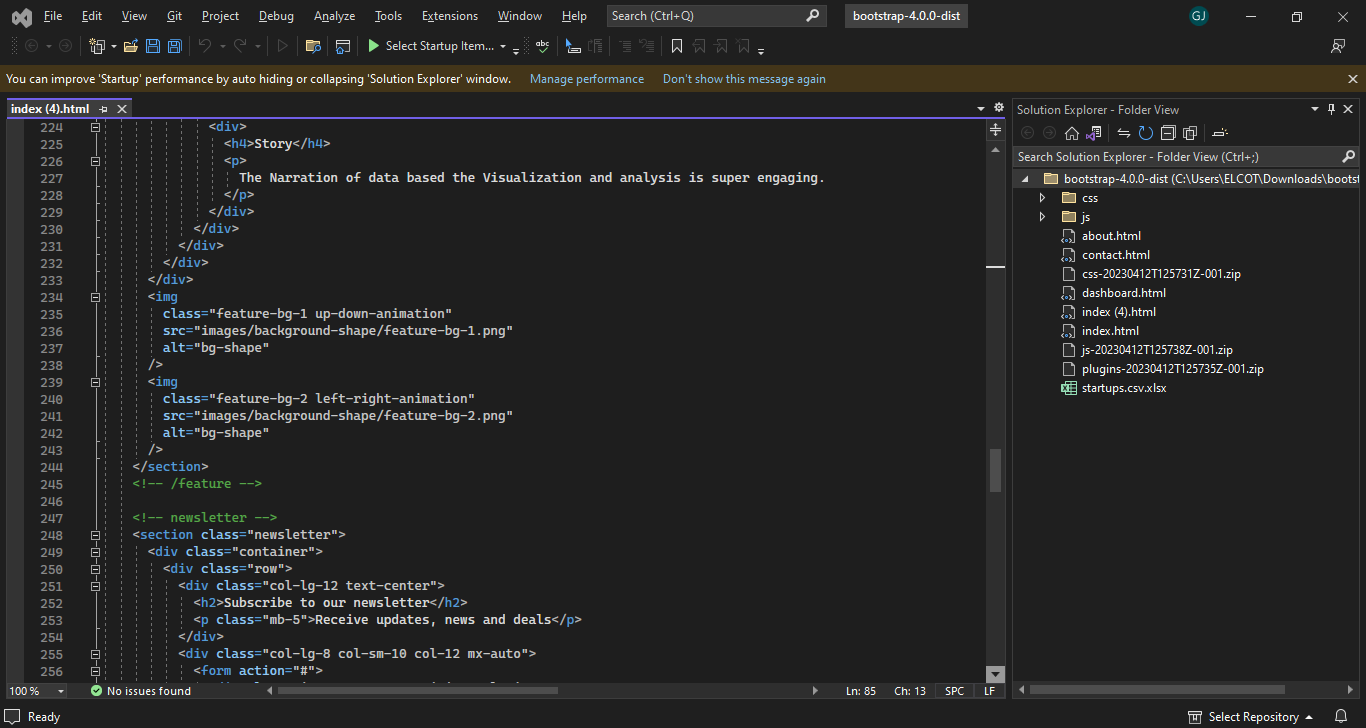 File Edit View Git Project Debug Analyze Tools Extensions Window Help Search (Ctrl+Q) bootstrap-4.0.0-dist GJ
Select Startup Item...
You can improve 'Startup' performance by auto hiding or collapsing 'Solution Explorer' window. Manage performance Don't show this message again
index (4).html
224 <div>
225 <h4>Story</h4>
226 <p>
227 The Narration of data based the Visualization and analysis is super engaging.
228 </p>
229 </div>
230 </div>
231 </div>
232 </div>
233 </div>
234 <img
235 class="feature-bg-1 up-down-animation"
236 src="images/background-shape/feature-bg-1.png"
237 alt="bg-shape"
238 />
239 <img
240 class="feature-bg-2 left-right-animation"
241 src="images/background-shape/feature-bg-2.png"
242 alt="bg-shape"
243 />
244 </section>
245 <!-- /feature -->
246
247 <!-- newsletter -->
248 <section class="newsletter">
249 <div class="container">
250 <div class="row">
251 <div class="col-lg-12 text-center">
252 <h2>Subscribe to our newsletter</h2>
253 <p class="mb-5">Receive updates, news and deals</p>
254 </div>
255 <div class="col-lg-8 col-sm-10 col-12 mx-auto">
256 <form action="#">
100 % No issues found Ln: 85 Ch: 13 SPC LF
Solution Explorer - Folder View
Search Solution Explorer - Folder View (Ctrl+;)
bootstrap-4.0.0-dist (C:\Users\ELCOT\Downloads\bootst
css
js
about.html
contact.html
css-20230412T125731Z-001.zip
dashboard.html
index (4).html
index.html
js-20230412T125738Z-001.zip
plugins-20230412T125735Z-001.zip
startups.csv.xlsx
Ready Select Repository